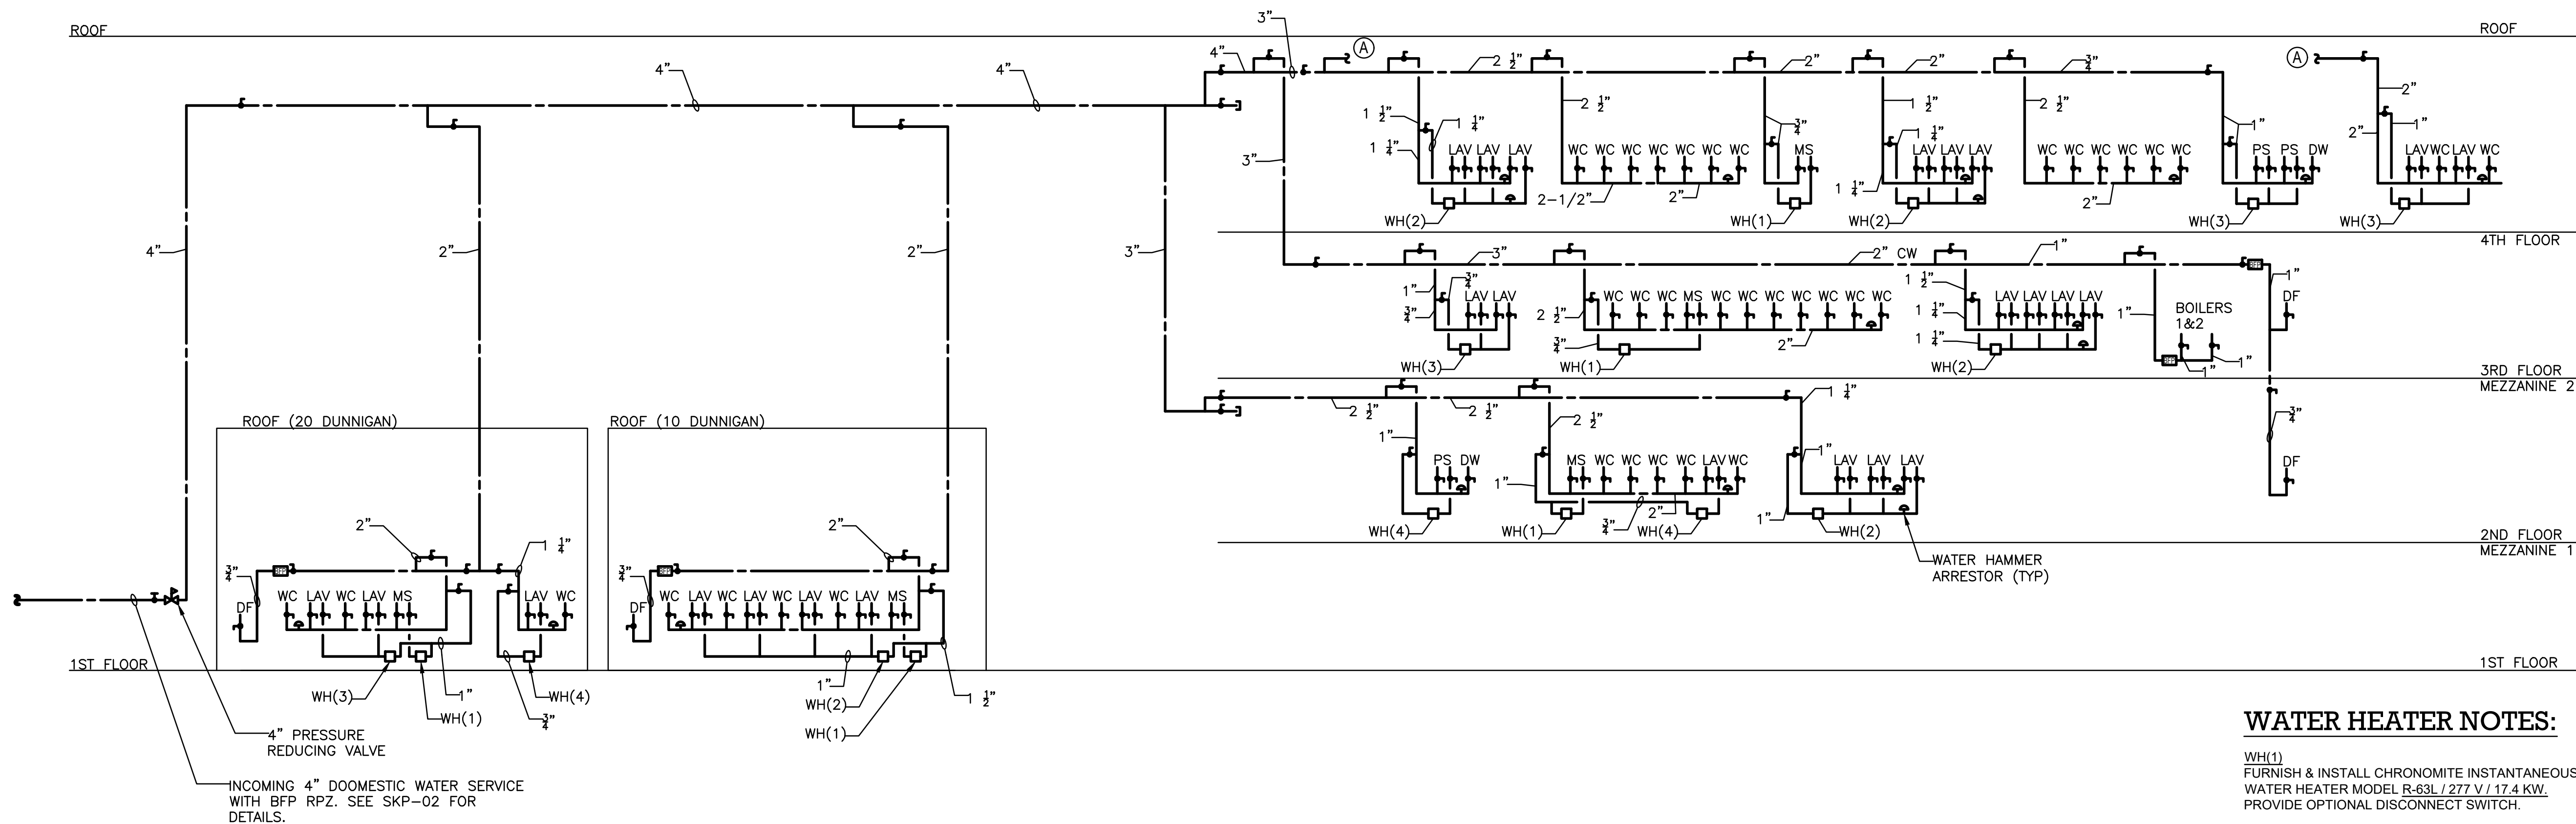 ROOF
ROOF
3"
A
4"
4"
4"
2 1/2"
2"
2"
3/4"
A
1 1/2"
1 1/4"
1 1/4"
LAV LAV LAV
2 1/2"
WC WC WC WC WC WC WC
2-1/2"
2"
3/4"
MS
1 1/2"
1 1/4"
1 1/4"
LAV LAV LAV
2 1/2"
WC WC WC WC WC WC
2"
1"
PS PS DW
2"
2"
1"
LAV WC LAV WC
WH(2)
WH(1)
WH(2)
WH(3)
WH(3)
4TH FLOOR
3"
4"
2"
2"
3"
3"
2" CW
1"
1"
3/4"
3/4"
LAV LAV
2 1/2"
WC WC WC MS WC WC WC WC WC WC WC
3/4"
2"
1 1/2"
1 1/4"
1 1/4"
LAV LAV LAV LAV
1"
BOILERS
1&2
1"
1"
1"
DF
WH(3)
WH(1)
WH(2)
3RD FLOOR
MEZZANINE 2
2 1/2"
2 1/2"
1 1/4"
1"
PS DW
2 1/2"
1"
MS WC WC WC WC LAV WC
3/4"
2"
1"
LAV LAV LAV
1"
3/4"
DF
WH(4)
WH(1)
WH(4)
WH(2)
2ND FLOOR
MEZZANINE 1
WATER HAMMER
ARRESTOR (TYP)
ROOF (20 DUNNIGAN)
2"
1 1/4"
3/4"
BFP
DF
WC LAV WC LAV MS
LAV WC
ROOF (10 DUNNIGAN)
2"
3/4"
BFP
DF
WC LAV WC LAV WC LAV WC LAV MS
1ST FLOOR
1ST FLOOR
WH(3)
1"
WH(1)
WH(4)
3/4"
1"
WH(2)
WH(1)
1 1/2"
4" PRESSURE
REDUCING VALVE
INCOMING 4" DOOMESTIC WATER SERVICE
WITH BFP RPZ. SEE SKP-02 FOR
DETAILS.
WATER HEATER NOTES:
WH(1)
FURNISH & INSTALL CHRONOMITE INSTANTANEOUS
WATER HEATER MODEL R-63L / 277 V / 17.4 KW.
PROVIDE OPTIONAL DISCONNECT SWITCH.